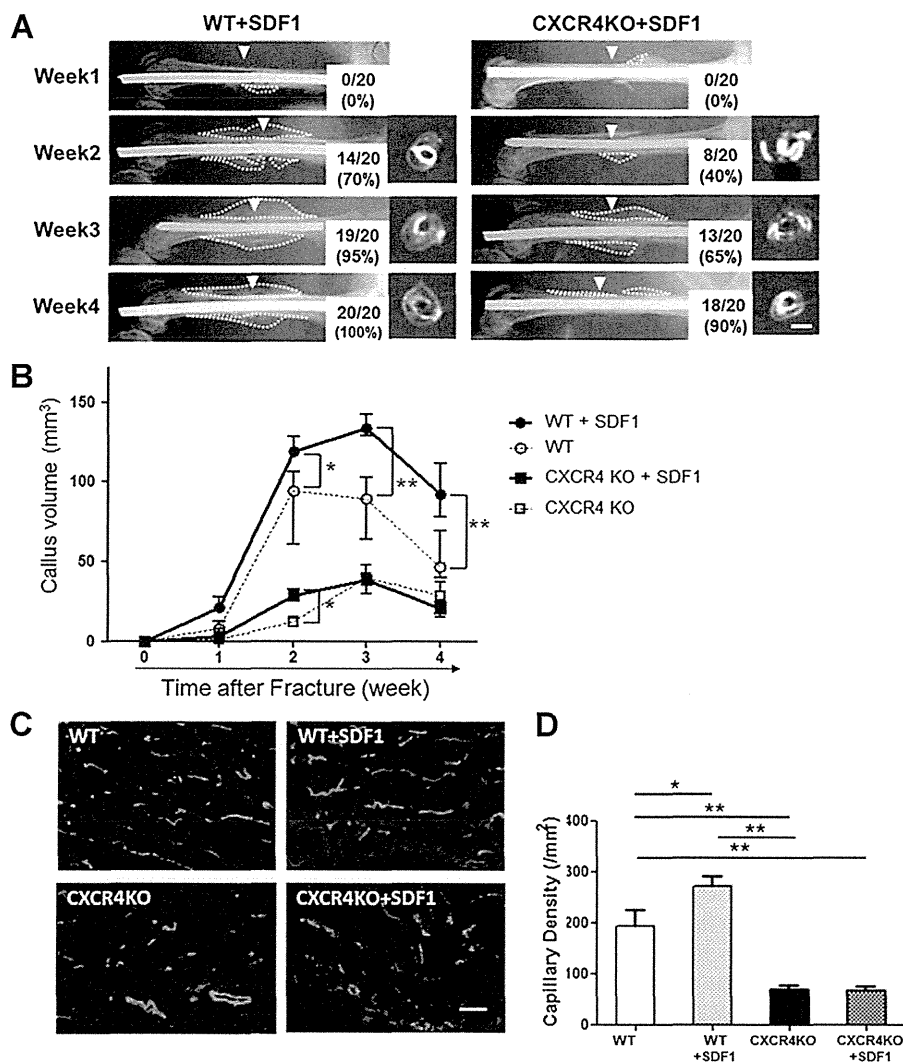 A
WT+SDF1
CXCR4KO+SDF1
Week1
0/20
(0%)
0/20
(0%)
Week2
14/20
(70%)
8/20
(40%)
Week3
19/20
(95%)
13/20
(65%)
Week4
20/20
(100%)
18/20
(90%)
B
Callus volume (mm³)
150
100
50
0
*
**
**
*
0 1 2 3 4
Time after Fracture (week)
WT + SDF1
WT
CXCR4 KO + SDF1
CXCR4 KO
C
WT
WT+SDF1
CXCR4KO
CXCR4KO+SDF1
D
Capillary Density (/mm²)
400
300
200
100
0
*
**
**
**
WT
WT
+SDF1
CXCR4KO
CXCR4KO
+SDF1